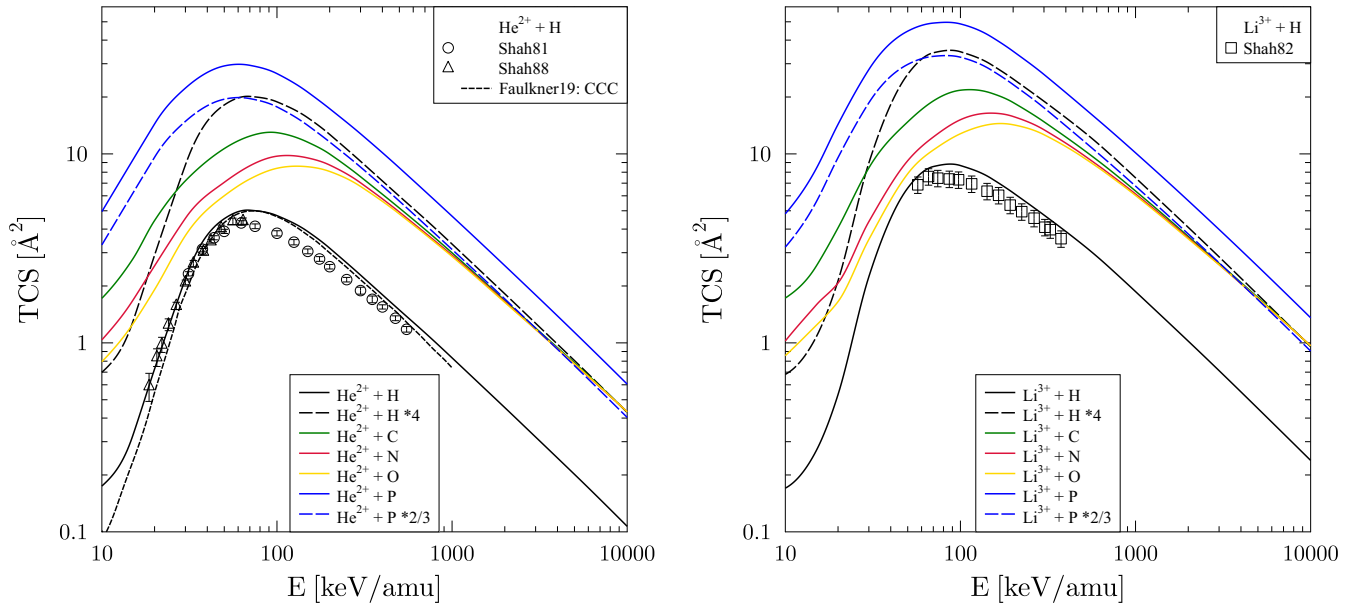 He²⁺ + H
Shah81
Shah88
Faulkner19: CCC
TCS [Å²]
10
1
0.1
He²⁺ + H
He²⁺ + H *4
He²⁺ + C
He²⁺ + N
He²⁺ + O
He²⁺ + P
He²⁺ + P *2/3
10 100 1000 10000
E [keV/amu]
Li³⁺ + H
Shah82
TCS [Å²]
10
1
0.1
Li³⁺ + H
Li³⁺ + H *4
Li³⁺ + C
Li³⁺ + N
Li³⁺ + O
Li³⁺ + P
Li³⁺ + P *2/3
10 100 1000 10000
E [keV/amu]